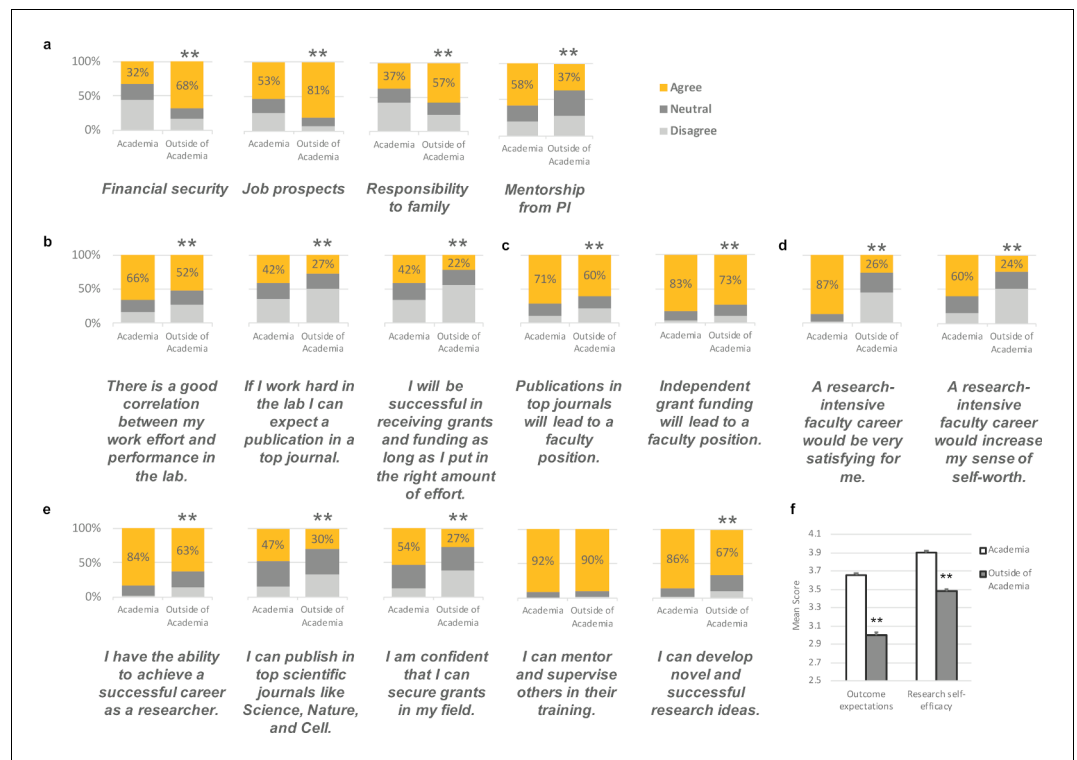 a
** ** ** **
100%
50%
0%
32% 68% 53% 81% 37% 57% 58% 37%
Academia Outside of Academia Outside of Academia Outside of Academia Outside of
Academia Academia Academia Academia
Agree
Neutral
Disagree
Financial security Job prospects Responsibility Mentorship
to family from PI
b ** ** ** c ** ** d ** **
100%
50%
0%
66% 52% 42% 27% 42% 22% 71% 60% 83% 73% 87% 26% 60% 24%
Academia Outside of Academia Outside of Academia Outside of Academia Outside of Academia Outside of Academia Outside of Academia Outside of
Academia Academia Academia Academia Academia Academia Academia
There is a good
correlation
between my
work effort and
performance in
the lab.
If I work hard in
the lab I can
expect a
publication in a
top journal.
I will be
successful in
receiving grants
and funding as
long as I put in
the right amount
of effort.
Publications in
top journals
will lead to a
faculty
position.
Independent
grant funding
will lead to a
faculty position.
A research-
intensive
faculty career
would be very
satisfying for
me.
A research-
intensive
faculty career
would increase
my sense of
self-worth.
e ** ** ** **
100%
50%
0%
84% 63% 47% 30% 54% 27% 92% 90% 86% 67%
Academia Outside of Academia Outside of Academia Outside of Academia Outside of Academia Outside of
Academia Academia Academia Academia Academia
I have the ability
to achieve a
successful career
as a researcher.
I can publish in
top scientific
journals like
Science, Nature,
and Cell.
I am confident
that I can
secure grants
in my field.
I can mentor
and supervise
others in their
training.
I can develop
novel and
successful
research ideas.
f
Mean Score
4.1
3.9
3.7
3.5
3.3
3.1
2.9
2.7
2.5
**
**
Outcome
expectations
Research self-
efficacy
Academia
Outside of
Academia